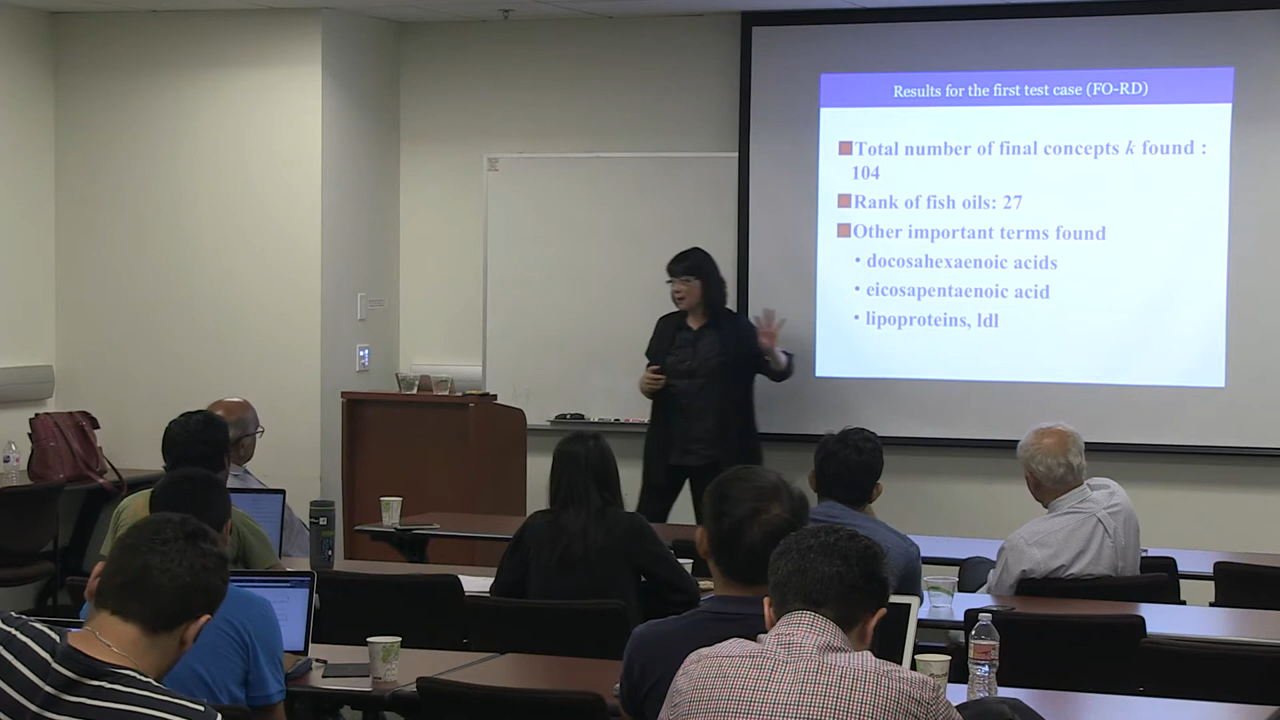 Results for the first test case (FO-RD)
Total number of final concepts k found :
104
Rank of fish oils: 27
Other important terms found
• docosahexaenoic acids
• eicosapentaenoic acid
• lipoproteins, ldl